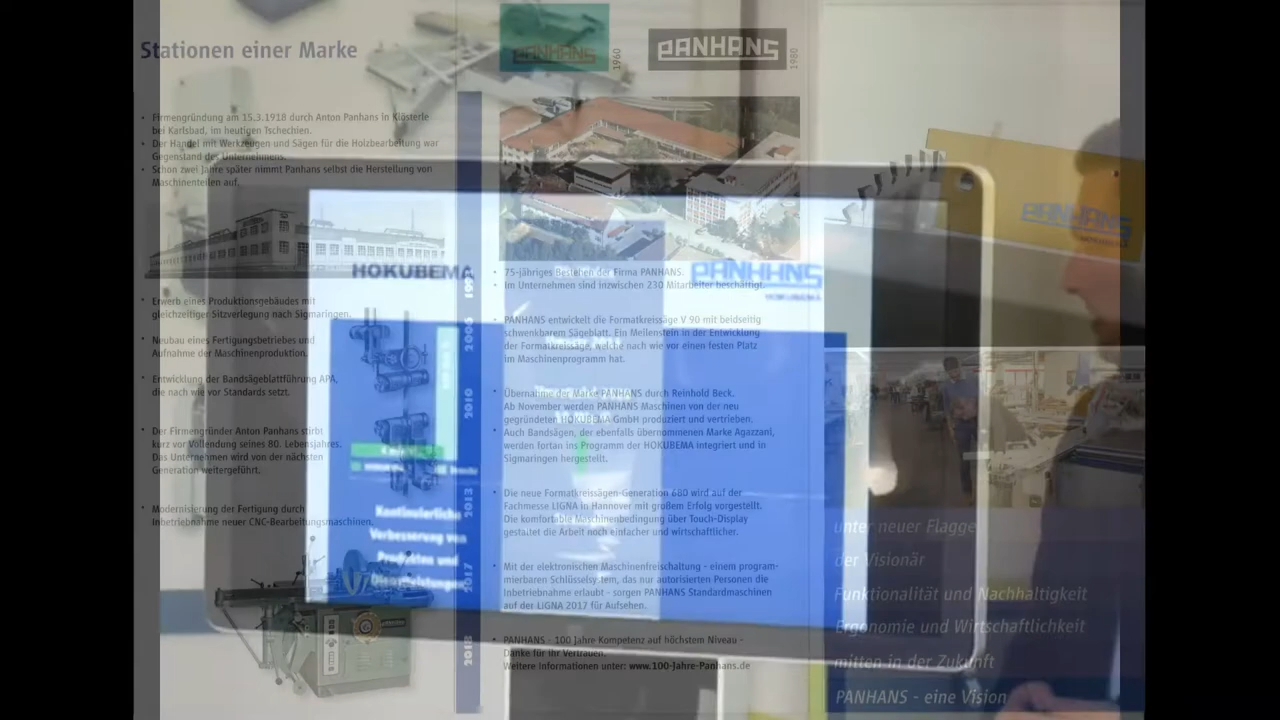 Stationen einer Marke
PANHANS
1960
PANHANS
1980
Firmengründung am 15.3.1918 durch Anton Panhans in Klösterle
bei Karlsbad, im heutigen Tschechien.
Der Handel mit Werkzeugen und Sägen für die Holzbearbeitung war
Gegenstand des Unternehmens.
Schon zwei Jahre später nimmt Panhans selbst die Herstellung von
Maschinenteilen auf.
Erwerb eines Produktionsgebäudes mit
gleichzeitiger Sitzverlegung nach Sigmaringen.
Neubau eines Fertigungsbetriebes und
Aufnahme der Maschinenproduktion.
Entwicklung der Bandsägeblattführung APA,
die nach wie vor Standards setzt.
Der Firmengründer Anton Panhans stirbt
kurz vor Vollendung seines 80. Lebensjahres.
Das Unternehmen wird von der nächsten
Generation weitergeführt.
Modernisierung der Fertigung durch
Inbetriebnahme neuer CNC-Bearbeitungsmaschinen.
HOKUBEMA
Kontinuierliche
Verbesserung von
Produkten und
Dienstleistungen
2006
2010
2013
2017
2018
75-jähriges Bestehen der Firma PANHANS.
Im Unternehmen sind inzwischen 230 Mitarbeiter beschäftigt.
PANHANS entwickelt die Formatkreissäge V 90 mit beidseitig
schwenkbarem Sägeblatt. Ein Meilenstein in der Entwicklung
der Formatkreissäge, welche nach wie vor einen festen Platz
im Maschinenprogramm hat.
Übernahme der Marke PANHANS durch Reinhold Beck.
Ab November werden PANHANS Maschinen von der neu
gegründeten HOKUBEMA GmbH produziert und vertrieben.
Auch Bandsägen, der ebenfalls übernommenen Marke Agazzani,
werden fortan ins Programm der HOKUBEMA integriert und in
Sigmaringen hergestellt.
Die neue Formatkreissägen-Generation 680 wird auf der
Fachmesse LIGNA in Hannover mit großem Erfolg vorgestellt.
Die komfortable Maschinenbedingung über Touch-Display
gestaltet die Arbeit noch einfacher und wirtschaftlicher.
Mit der elektronischen Maschinenfreischaltung - einem program-
mierbaren Schlüsselsystem, das nur autorisierten Personen die
Inbetriebnahme erlaubt - sorgen PANHANS Standardmaschinen
auf der LiGNA 2017 für Aufsehen.
PANHANS - 100 Jahre Kompetenz auf höchstem Niveau -
Danke für Ihr Vertrauen.
Weitere Informationen unter: www.100-Jahre-Panhans.de
PANHANS
HOKUBEMA
PANHANS
HOKUBEMA
unter neuer Flagge
der Visionär
Funktionalität und Nachhaltigkeit
Ergonomie und Wirtschaftlichkeit
mitten in der Zukunft
PANHANS - eine Vision